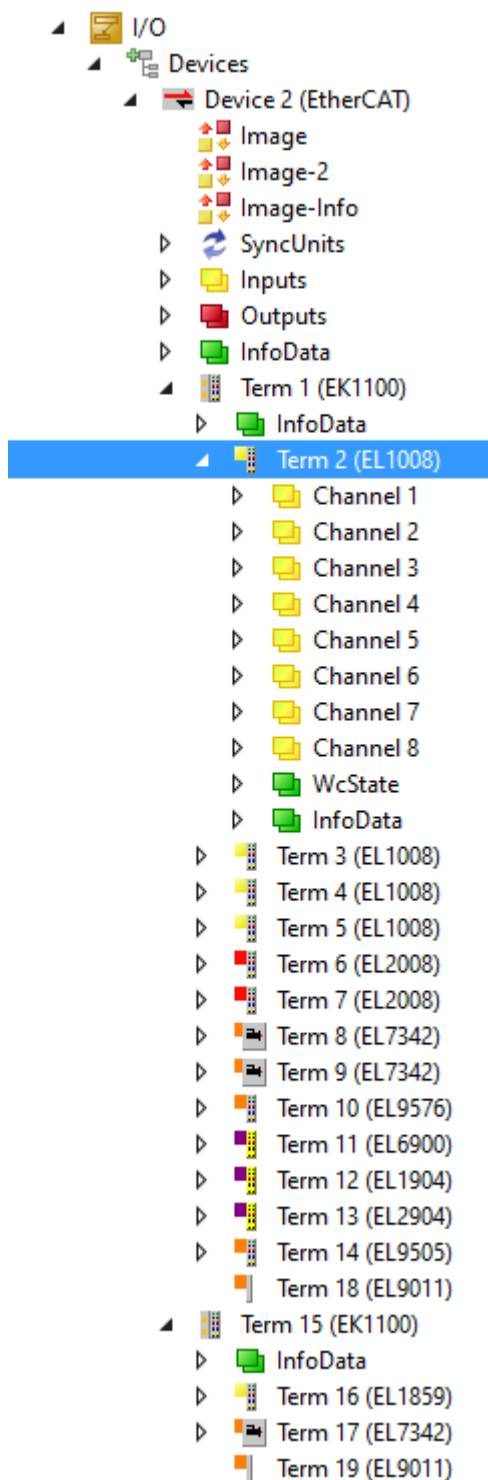 I/O
Devices
Device 2 (EtherCAT)
Image
Image-2
Image-Info
SyncUnits
Inputs
Outputs
InfoData
Term 1 (EK1100)
InfoData
Term 2 (EL1008)
Channel 1
Channel 2
Channel 3
Channel 4
Channel 5
Channel 6
Channel 7
Channel 8
WcState
InfoData
Term 3 (EL1008)
Term 4 (EL1008)
Term 5 (EL1008)
Term 6 (EL2008)
Term 7 (EL2008)
Term 8 (EL7342)
Term 9 (EL7342)
Term 10 (EL9576)
Term 11 (EL6900)
Term 12 (EL1904)
Term 13 (EL2904)
Term 14 (EL9505)
Term 18 (EL9011)
Term 15 (EK1100)
InfoData
Term 16 (EL1859)
Term 17 (EL7342)
Term 19 (EL9011)